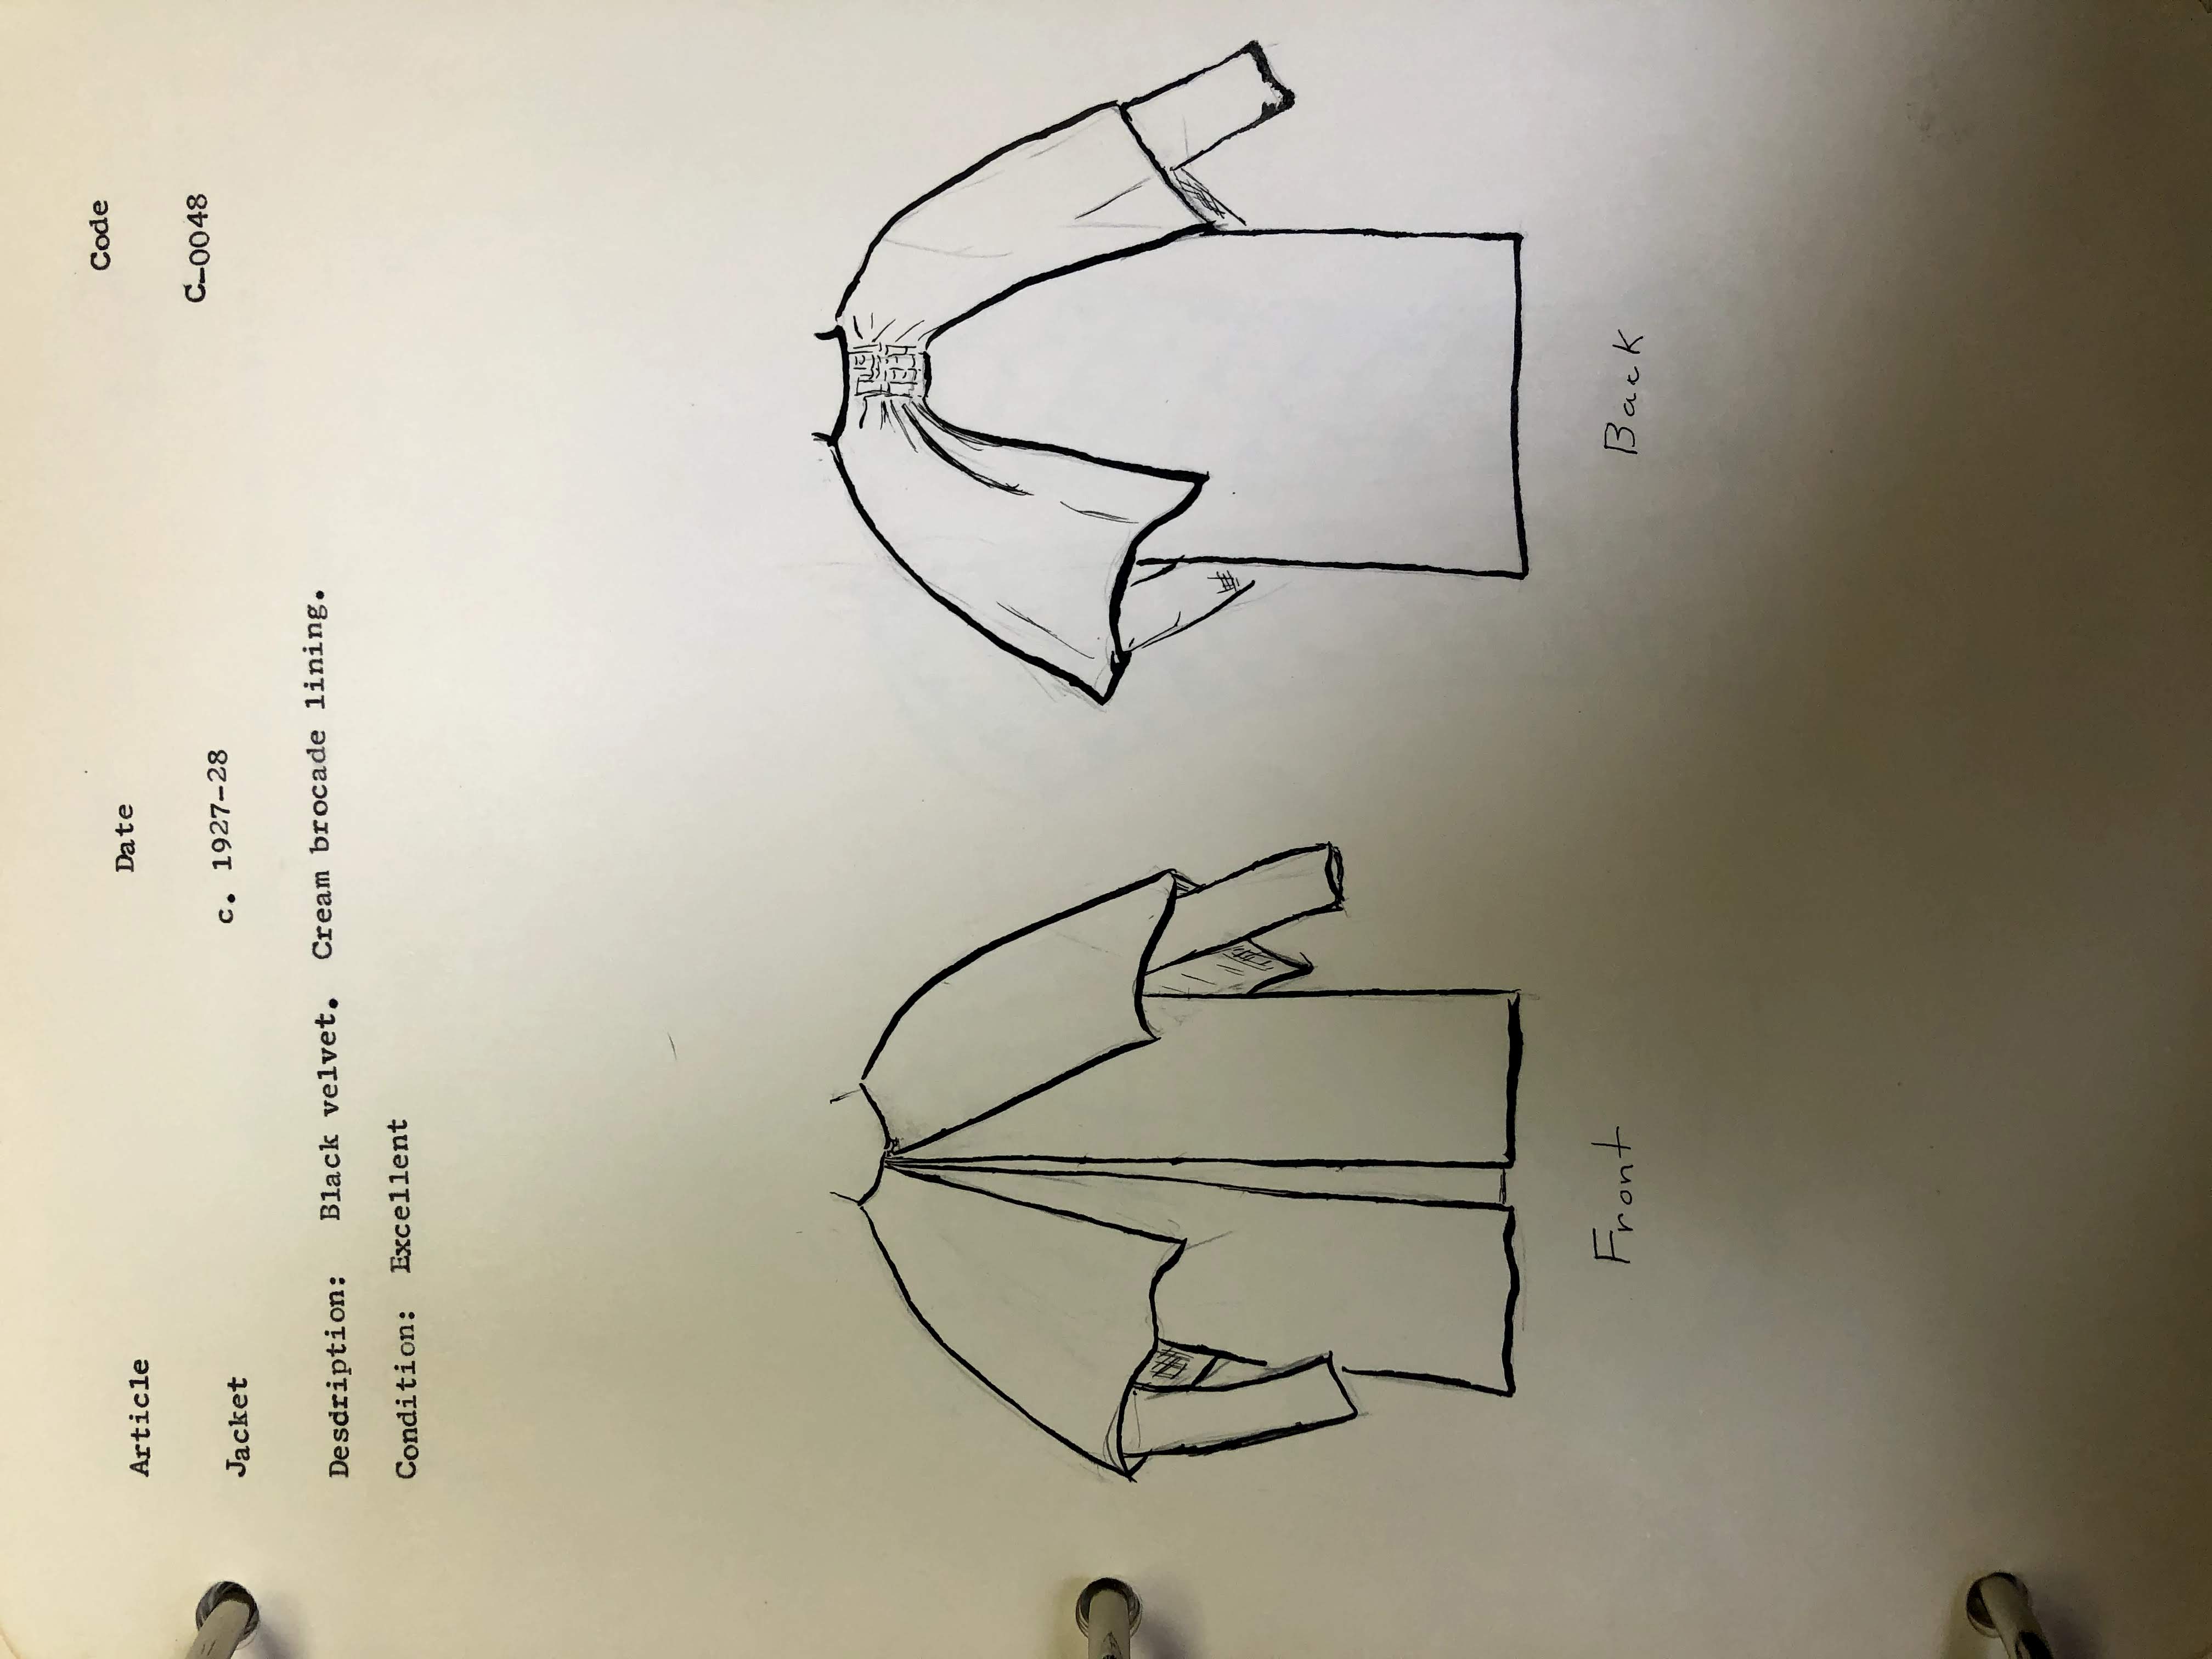 Article Date Code
Jacket c. 1927-28 C-0048
Desdription: Black velvet. Cream brocade lining.
Condition: Excellent
Front Back